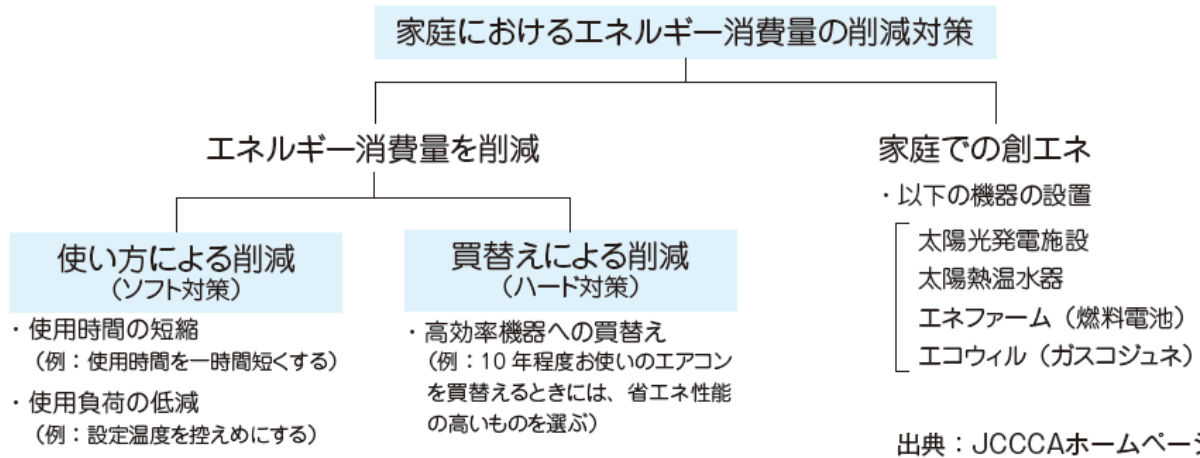 家庭におけるエネルギー消費量の削減対策
エネルギー消費量を削減
使い方による削減
（ソフト対策）
・使用時間の短縮
（例：使用時間を一時間短くする）
・使用負荷の低減
（例：設定温度を控えめにする）
買替えによる削減
（ハード対策）
・高効率機器への買替え
（例：10 年程度お使いのエアコン
を買替えるときには、省エネ性能
の高いものを選ぶ）
家庭での創エネ
・以下の機器の設置
太陽光発電施設
太陽熱温水器
エネファーム（燃料電池）
エコウィル（ガスコジュネ）
出典：JCCCAホームページ